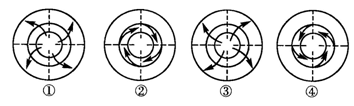 ① ② ③ ④